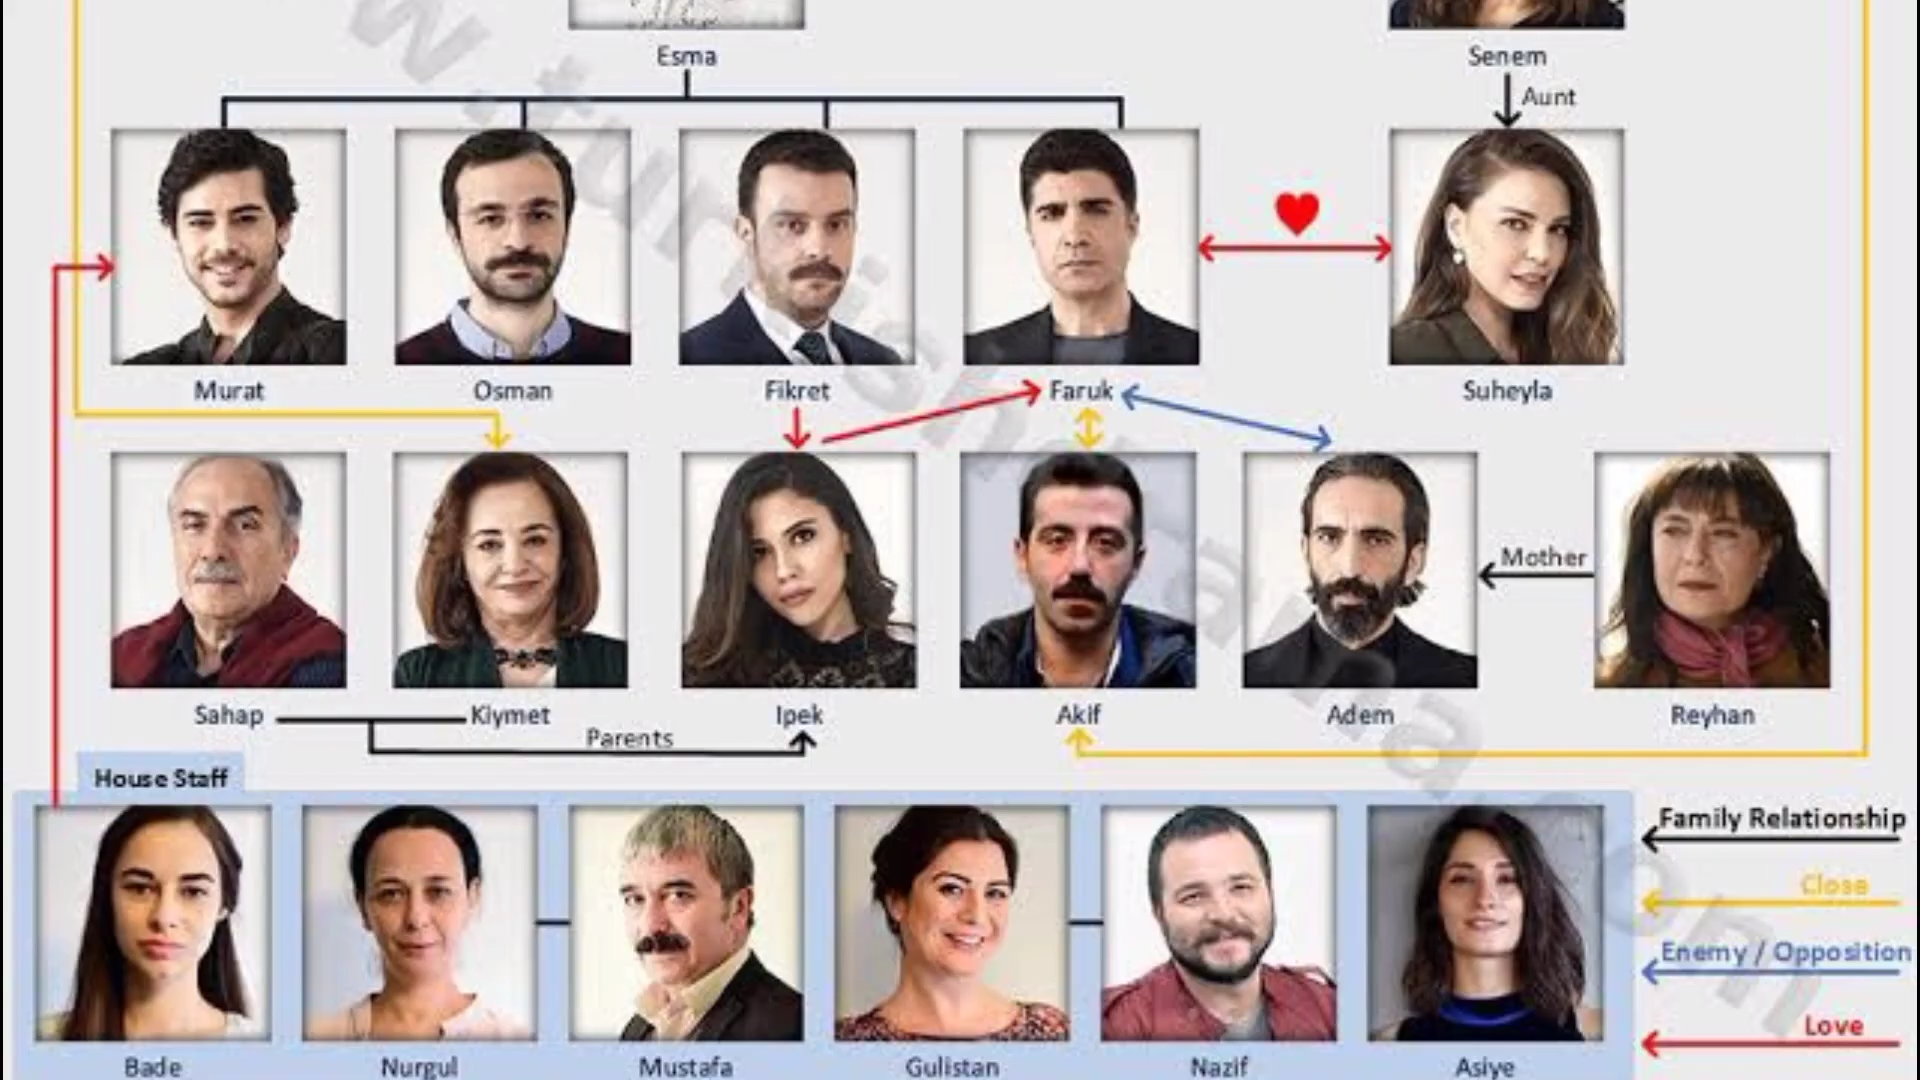 Esma
Senem
Aunt
Murat
Osman
Fikret
Faruk
Suheyla
Mother
Sahap
Kiymet
Ipek
Akif
Adem
Reyhan
Parents
House Staff
Family Relationship
Close
Enemy / Opposition
Love
Bade
Nurgul
Mustafa
Gulistan
Nazif
Asiye